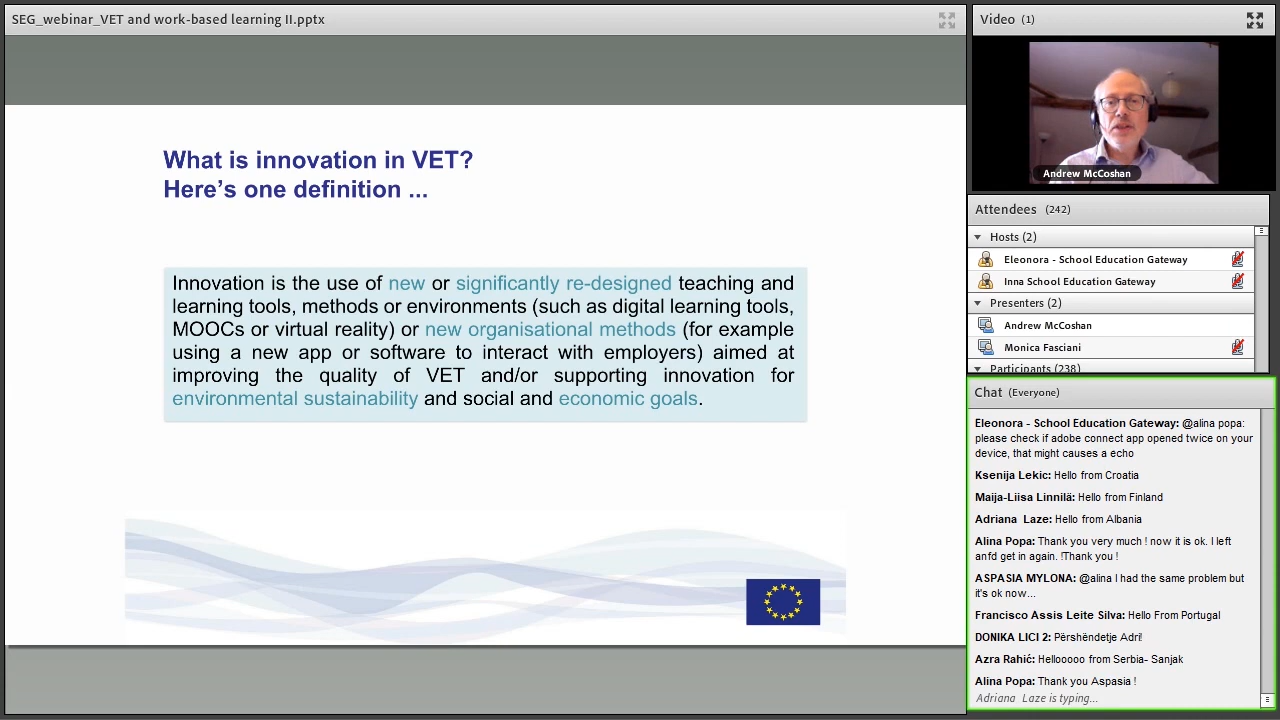 SEG_webinar_VET and work-based learning II.pptx
What is innovation in VET?
Here's one definition ...
Innovation is the use of new or significantly re-designed teaching and
learning tools, methods or environments (such as digital learning tools,
MOOCs or virtual reality) or new organisational methods (for example
using a new app or software to interact with employers) aimed at
improving the quality of VET and/or supporting innovation for
environmental sustainability and social and economic goals.
Video (1)
Andrew McCoshan
Attendees (242)
Hosts (2)
Eleonora - School Education Gateway
Inna School Education Gateway
Presenters (2)
Andrew McCoshan
Monica Fasciani
Participants (238)
Chat (Everyone)
Eleonora - School Education Gateway: @alina popa:
please check if adobe connect app opened twice on your
device, that might causes a echo
Ksenija Lekic: Hello from Croatia
Maija-Liisa Linnilä: Hello from Finland
Adriana Laze: Hello from Albania
Alina Popa: Thank you very much ! now it is ok. I left
anfd get in again. !Thank you !
ASPASIA MYLONA: @alina I had the same problem but
it's ok now...
Francisco Assis Leite Silva: Hello From Portugal
DONIKA LICI 2: Përshëndetje Adri!
Azra Rahić: Hellooooo from Serbia- Sanjak
Alina Popa: Thank you Aspasia !
Adriana Laze is typing...